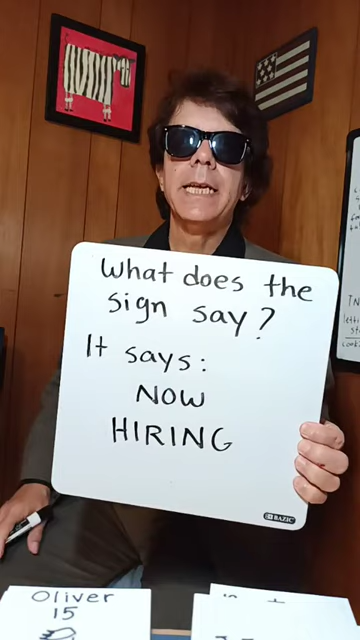 What does the
sign say?
It says:
NOW
HIRING
BAZIC
Oliver
15